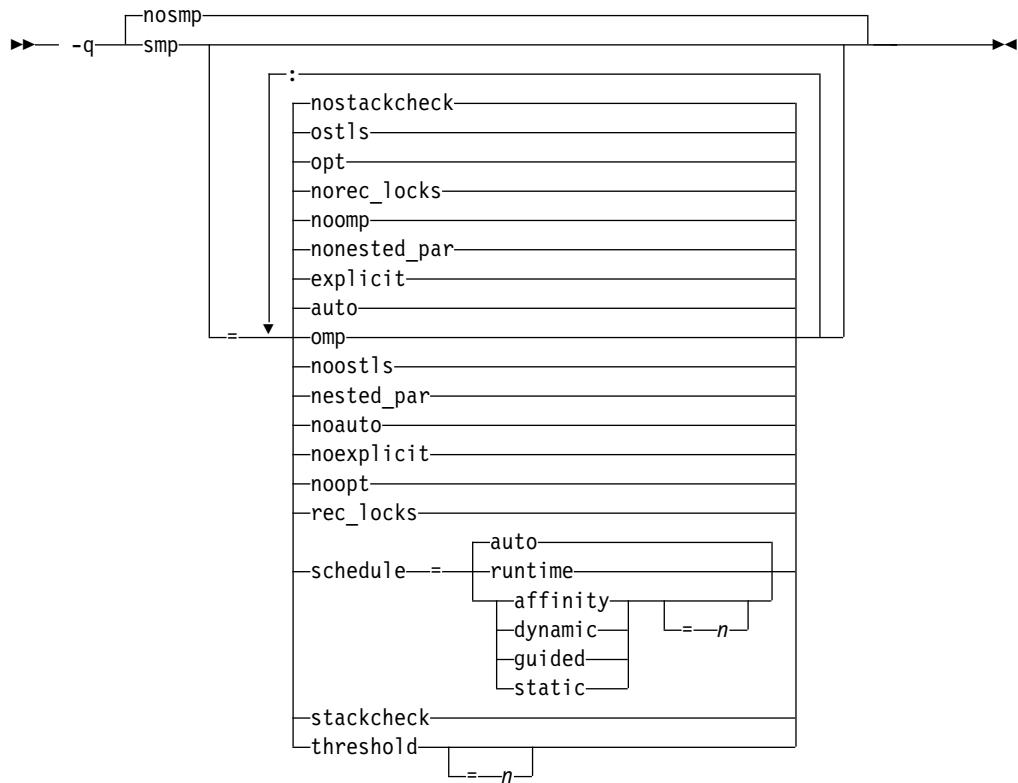 nosmp
-q smp
:
nostackcheck
ostls
opt
norec_locks
noomp
nonested_par
explicit
auto
= omp
noostls
nested_par
noauto
noexplicit
noopt
rec_locks
auto
schedule = runtime
affinity
= n
dynamic
guided
static
stackcheck
threshold
= n